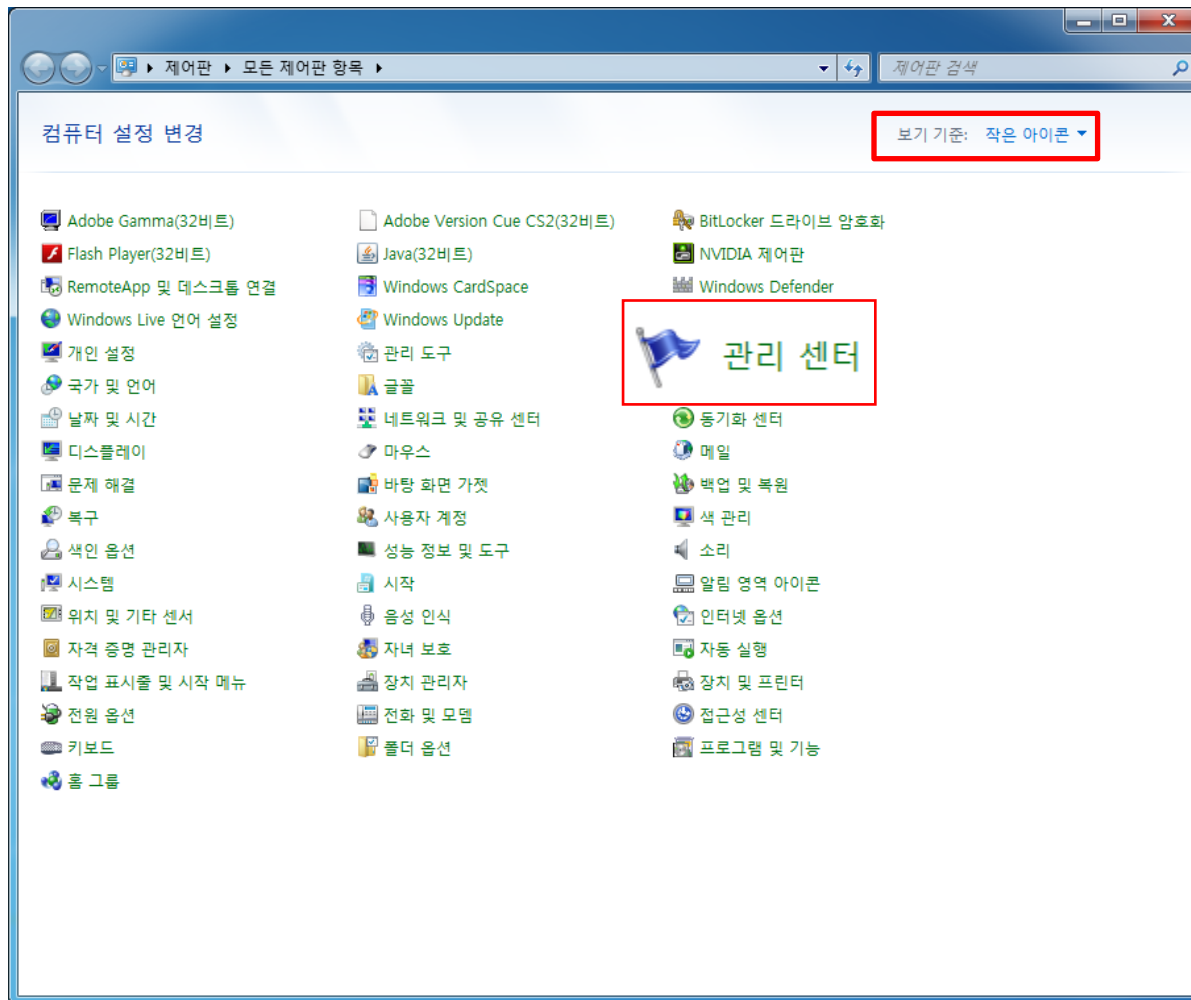 제어판 모든 제어판 항목 제어판 검색
컴퓨터 설정 변경 보기 기준: 작은 아이콘
Adobe Gamma(32비트) Adobe Version Cue CS2(32비트) BitLocker 드라이브 암호화
Flash Player(32비트) Java(32비트) NVIDIA 제어판
RemoteApp 및 데스크톱 연결 Windows CardSpace Windows Defender
Windows Live 언어 설정 Windows Update
개인 설정 관리 도구 관리 센터
국가 및 언어 글꼴
날짜 및 시간 네트워크 및 공유 센터 동기화 센터
디스플레이 마우스 메일
문제 해결 바탕 화면 가젯 백업 및 복원
복구 사용자 계정 색 관리
색인 옵션 성능 정보 및 도구 소리
시스템 시작 알림 영역 아이콘
위치 및 기타 센서 음성 인식 인터넷 옵션
자격 증명 관리자 자녀 보호 자동 실행
작업 표시줄 및 시작 메뉴 장치 관리자 장치 및 프린터
전원 옵션 전화 및 모뎀 접근성 센터
키보드 폴더 옵션 프로그램 및 기능
홈 그룹